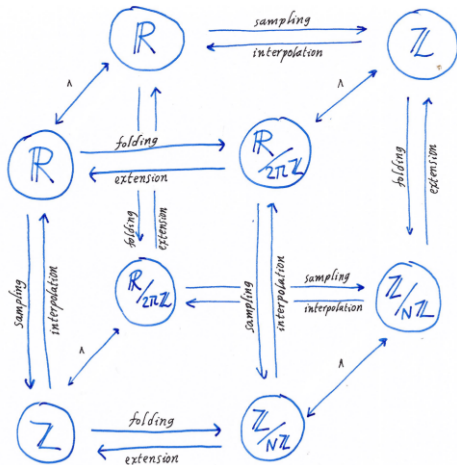 sampling
ℝ
ℤ
interpolation
^
^
folding
ℝ
ℝ/2πℤ
extension
folding
extension
folding
extension
sampling
interpolation
ℝ/2πℤ
sampling
interpolation
sampling
interpolation
ℤ/Nℤ
^
^
folding
ℤ
ℤ/Nℤ
extension